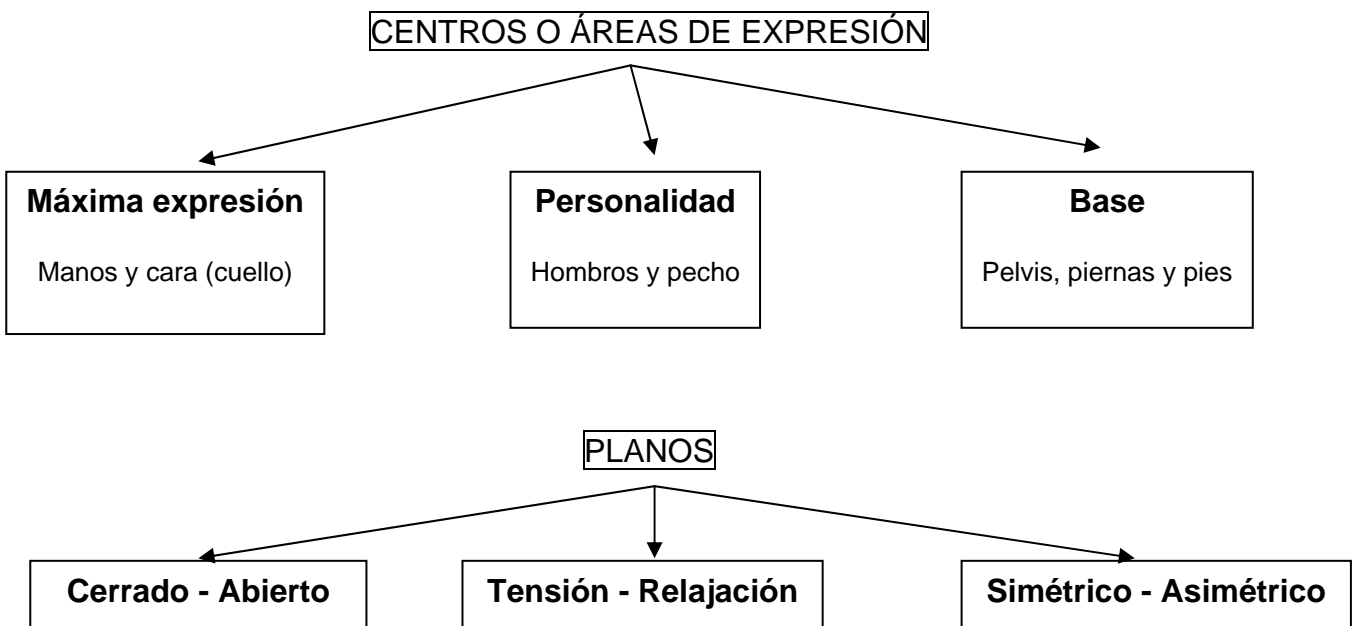 CENTROS O ÁREAS DE EXPRESIÓN
Máxima expresión
Manos y cara (cuello)
Personalidad
Hombros y pecho
Base
Pelvis, piernas y pies
PLANOS
Cerrado - Abierto
Tensión - Relajación
Simétrico - Asimétrico